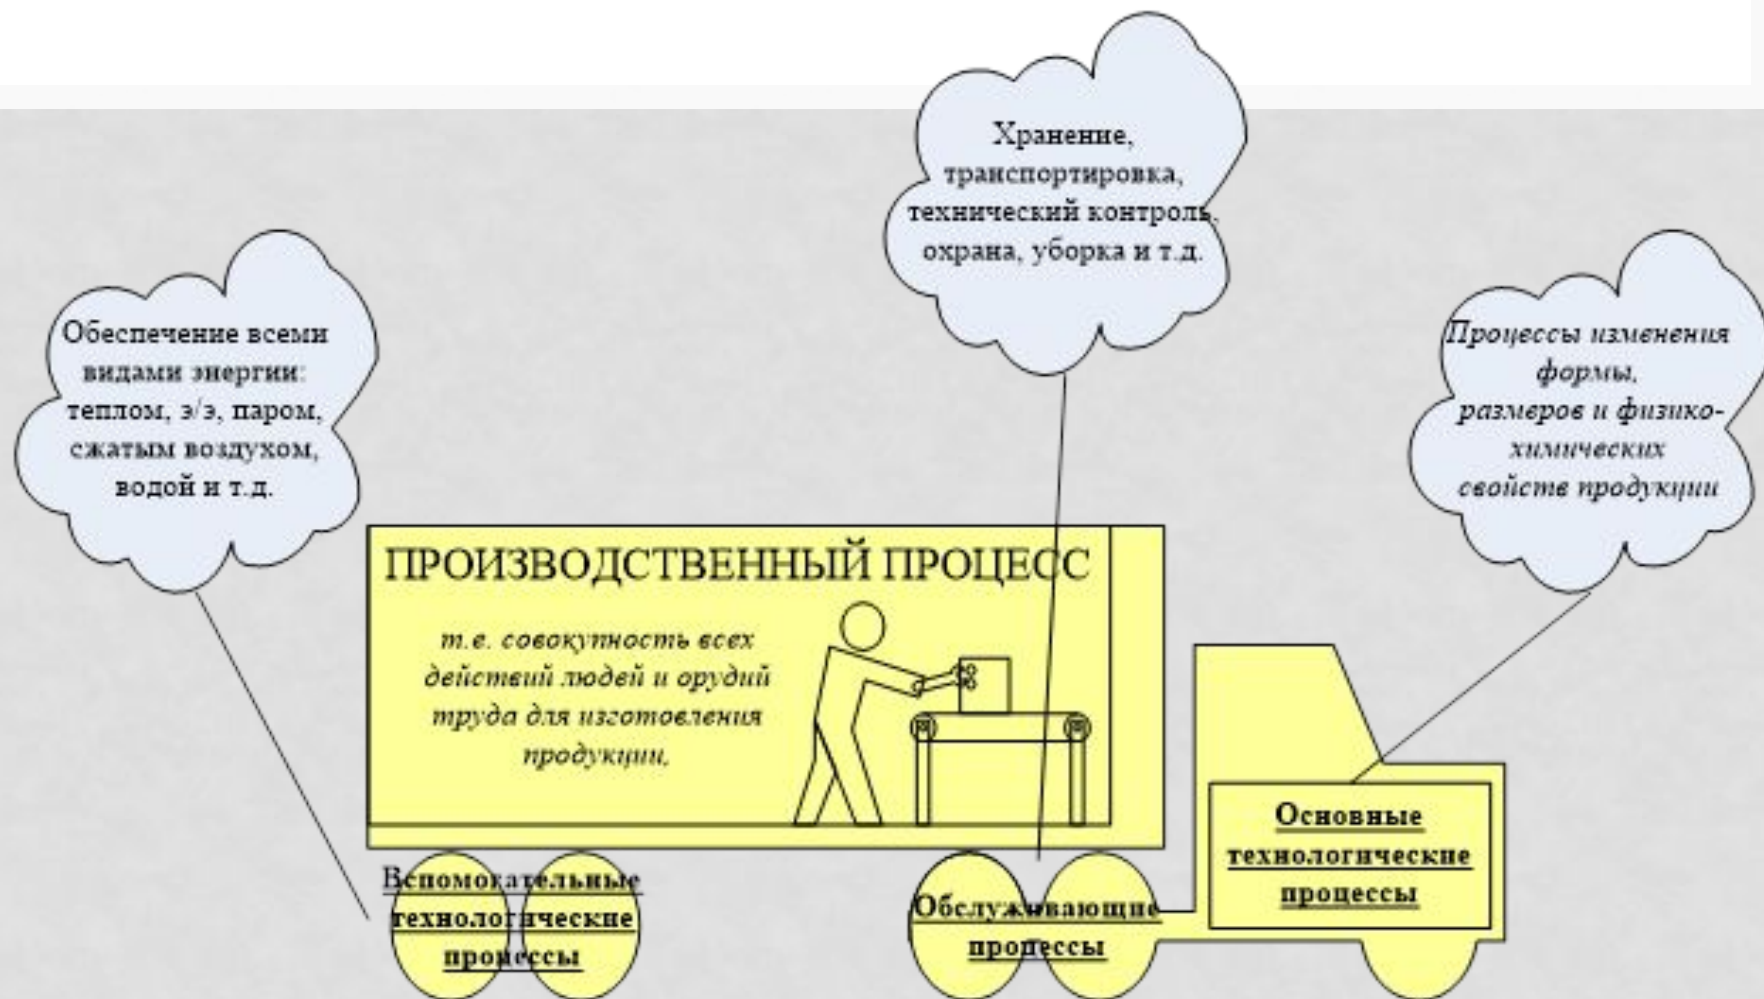 Хранение,
транспортировка,
технический контроль,
охрана, уборка и т.д.
Обеспечение всеми
видами энергии:
теплом, э/э, паром,
сжатым воздухом,
водой и т.д.
Процессы изменения
формы,
размеров и физико-
химических
свойств продукции
ПРОИЗВОДСТВЕННЫЙ ПРОЦЕСС
т.е. совокупность всех
действий людей и орудий
труда для изготовления
продукции.
Вспомогательные
технологические
процессы
Обслуживающие
процессы
Основные
технологические
процессы